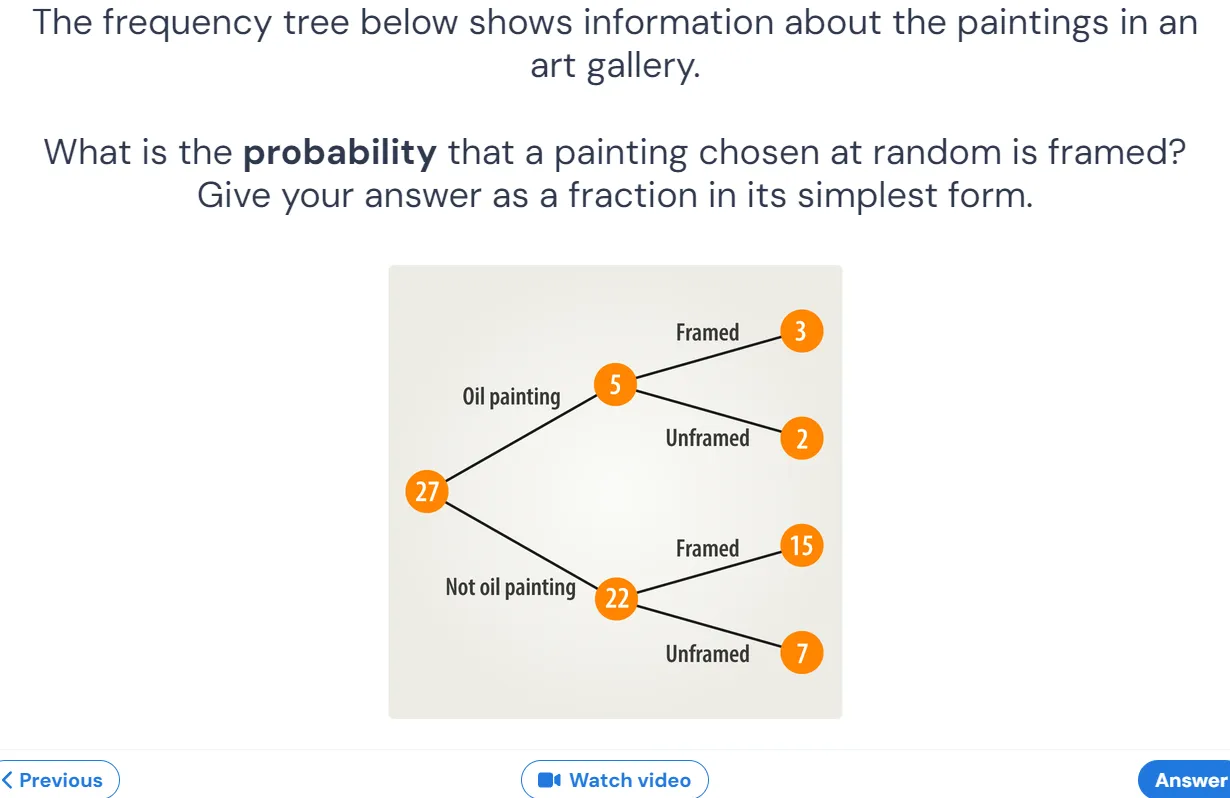 The frequency tree below shows information about the paintings in an
art gallery.
What is the probability that a painting chosen at random is framed?
Give your answer as a fraction in its simplest form.
Framed
3
Oil painting
5
Unframed
2
27
Framed
15
Not oil painting
22
Unframed
7
Previous
Watch video
Answer